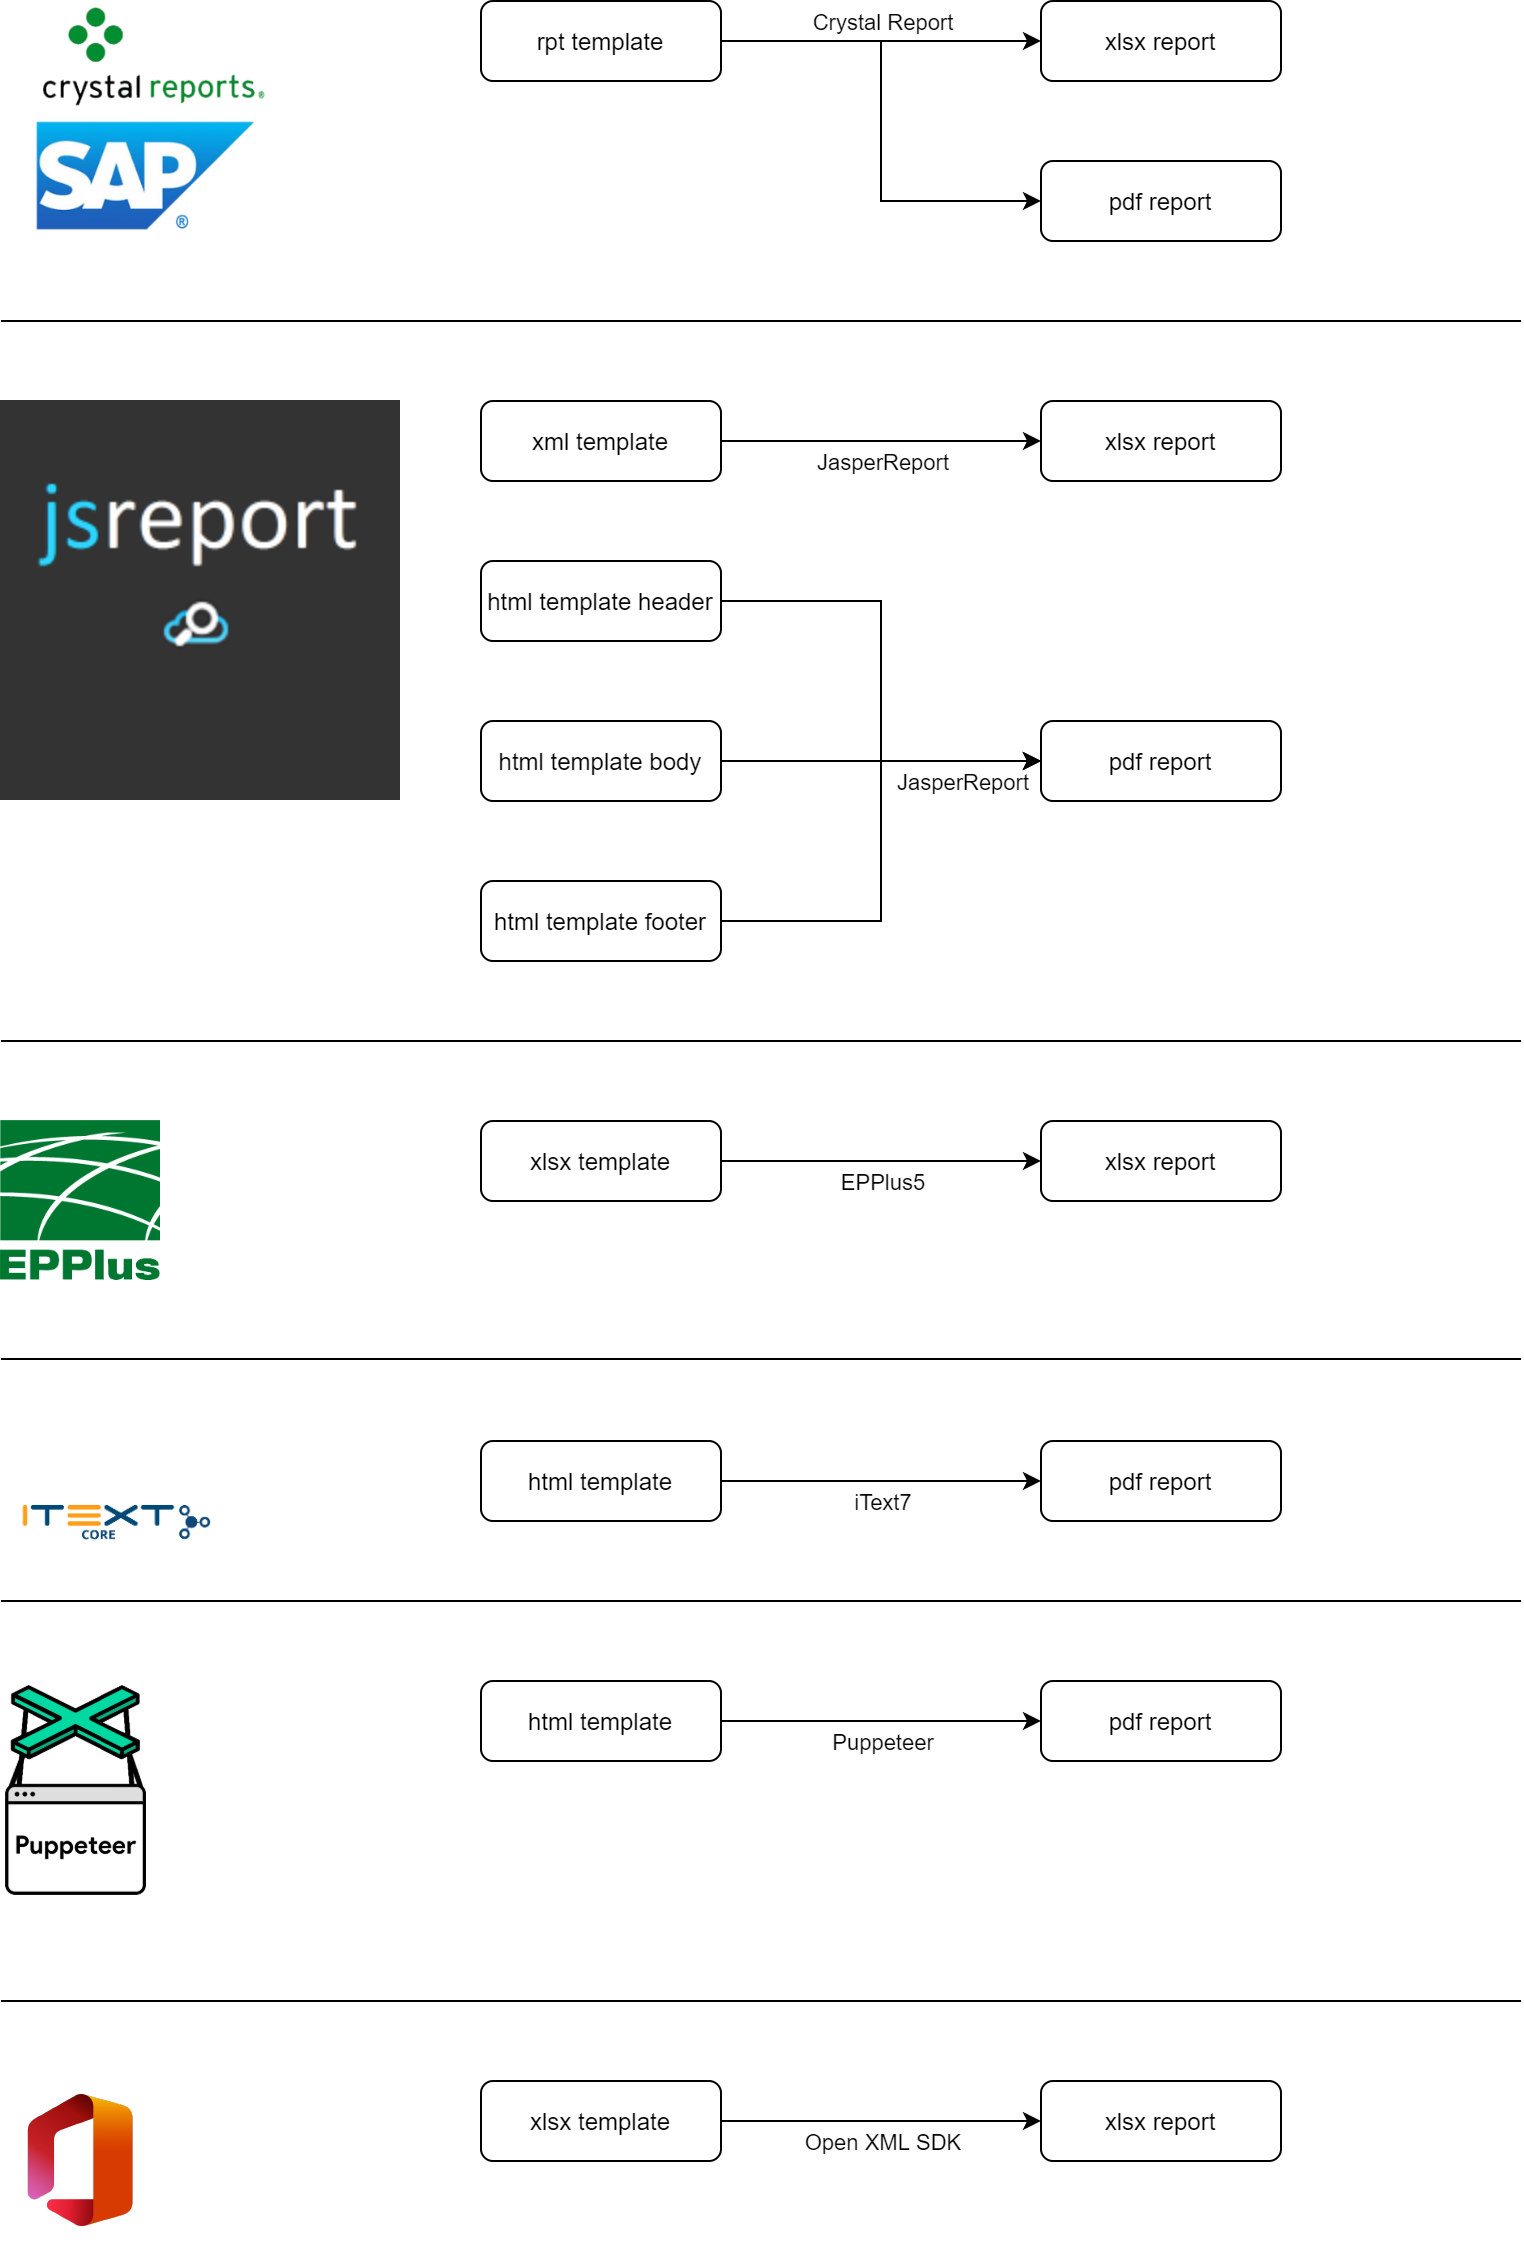 crystal reports.®
SAP
®
rpt template
Crystal Report
xlsx report
pdf report
jsreport
xml template
JasperReport
xlsx report
html template header
html template body
JasperReport
pdf report
html template footer
EPPlus
xlsx template
EPPlus5
xlsx report
ITEXT
CORE
html template
iText7
pdf report
Puppeteer
html template
Puppeteer
pdf report
xlsx template
Open XML SDK
xlsx report